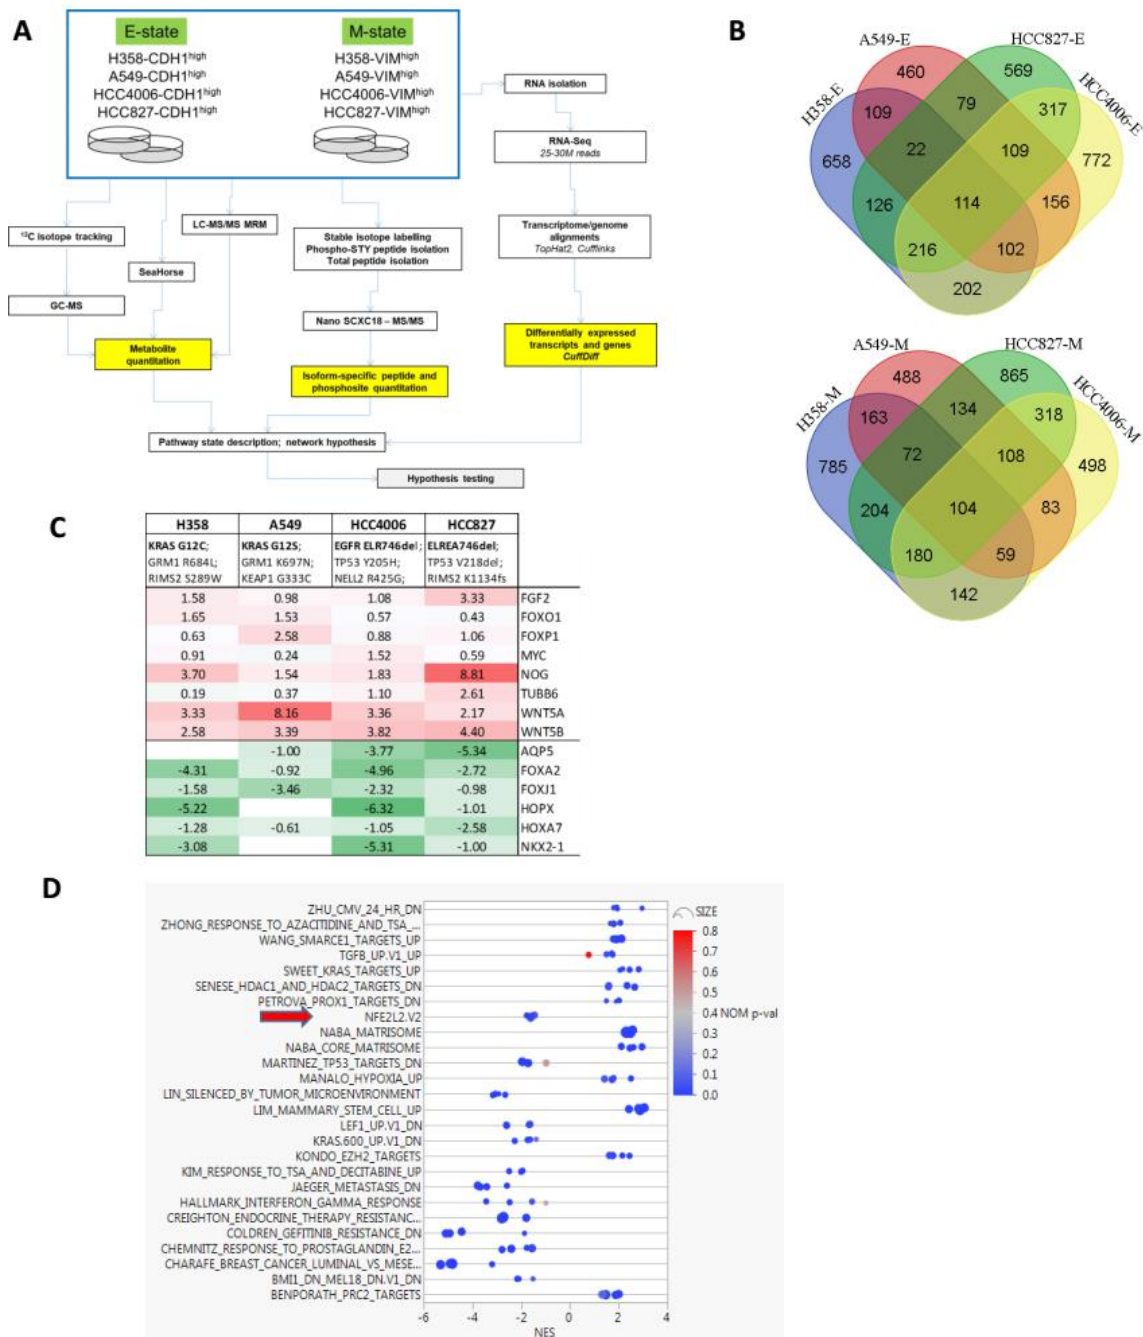 A
E-state
H358-CDH1high
A549-CDH1high
HCC4006-CDH1high
HCC827-CDH1high
M-state
H358-VIMhigh
A549-VIMhigh
HCC4006-VIMhigh
HCC827-VIMhigh
RNA isolation
RNA-Seq
25-30M reads
Transcriptome/genome
alignments
TopHat2, Cufflinks
Differentially expressed
transcripts and genes
CuffDiff
13C isotope tracking
LC-MS/MS MRM
SeaHorse
GC-MS
Metabolite
quantitation
Stable isotope labelling
Phospho-STY peptide isolation
Total peptide isolation
Nano SCXC18 – MS/MS
Isoform-specific peptide and
phosphosite quantitation
Pathway state description; network hypothesis
Hypothesis testing
B
H358-E
A549-E
HCC827-E
HCC4006-E
460 569
109 79 317
658 22 109 772
126 114 156
216 102
202
H358-M
A549-M
HCC827-M
HCC4006-M
488 865
163 134 318
785 72 108 498
204 104 83
180 59
142
C
H358 A549 HCC4006 HCC827
KRAS G12C; KRAS G12S; EGFR ELR746del; ELREA746del;
GRM1 R684L; GRM1 K697N; TP53 Y205H; TP53 V218del;
RIMS2 S289W KEAP1 G333C NELL2 R425G; RIMS2 K1134fs
1.58 0.98 1.08 3.33 FGF2
1.65 1.53 0.57 0.43 FOXO1
0.63 2.58 0.88 1.06 FOXP1
0.91 0.24 1.52 0.59 MYC
3.70 1.54 1.83 8.81 NOG
0.19 0.37 1.10 2.61 TUBB6
3.33 8.16 3.36 2.17 WNT5A
2.58 3.39 3.82 4.40 WNT5B
-1.00 -3.77 -5.34 AQP5
-4.31 -0.92 -4.96 -2.72 FOXA2
-1.58 -3.46 -2.32 -0.98 FOXJ1
-5.22 -6.32 -1.01 HOPX
-1.28 -0.61 -1.05 -2.58 HOXA7
-3.08 -5.31 -1.00 NKX2-1
D
ZHU_CMV_24_HR_DN
ZHONG_RESPONSE_TO_AZACITIDINE_AND_TSA_...
WANG_SMARCE1_TARGETS_UP
TGFB_UP.V1_UP
SWEET_KRAS_TARGETS_UP
SENESE_HDAC1_AND_HDAC2_TARGETS_DN
PETROVA_PROX1_TARGETS_DN
NFE2L2.V2
NABA_MATRISOME
NABA_CORE_MATRISOME
MARTINEZ_TP53_TARGETS_DN
MANALO_HYPOXIA_UP
LIN_SILENCED_BY_TUMOR_MICROENVIRONMENT
LIM_MAMMARY_STEM_CELL_UP
LEF1_UP.V1_DN
KRAS.600_UP.V1_DN
KONDO_EZH2_TARGETS
KIM_RESPONSE_TO_TSA_AND_DECITABINE_UP
JAEGER_METASTASIS_DN
HALLMARK_INTERFERON_GAMMA_RESPONSE
CREIGHTON_ENDOCRINE_THERAPY_RESISTANC...
COLDREN_GEFITINIB_RESISTANCE_DN
CHEMNITZ_RESPONSE_TO_PROSTAGLANDIN_E2...
CHARAFE_BREAST_CANCER_LUMINAL_VS_MESE...
BMI1_DN_MEL18_DN.V1_DN
BENPORATH_PRC2_TARGETS
-6 -4 -2 0 2 4
NES
SIZE
0.8
0.7
0.6
0.5
0.4 NOM p-val
0.3
0.2
0.1
0.0